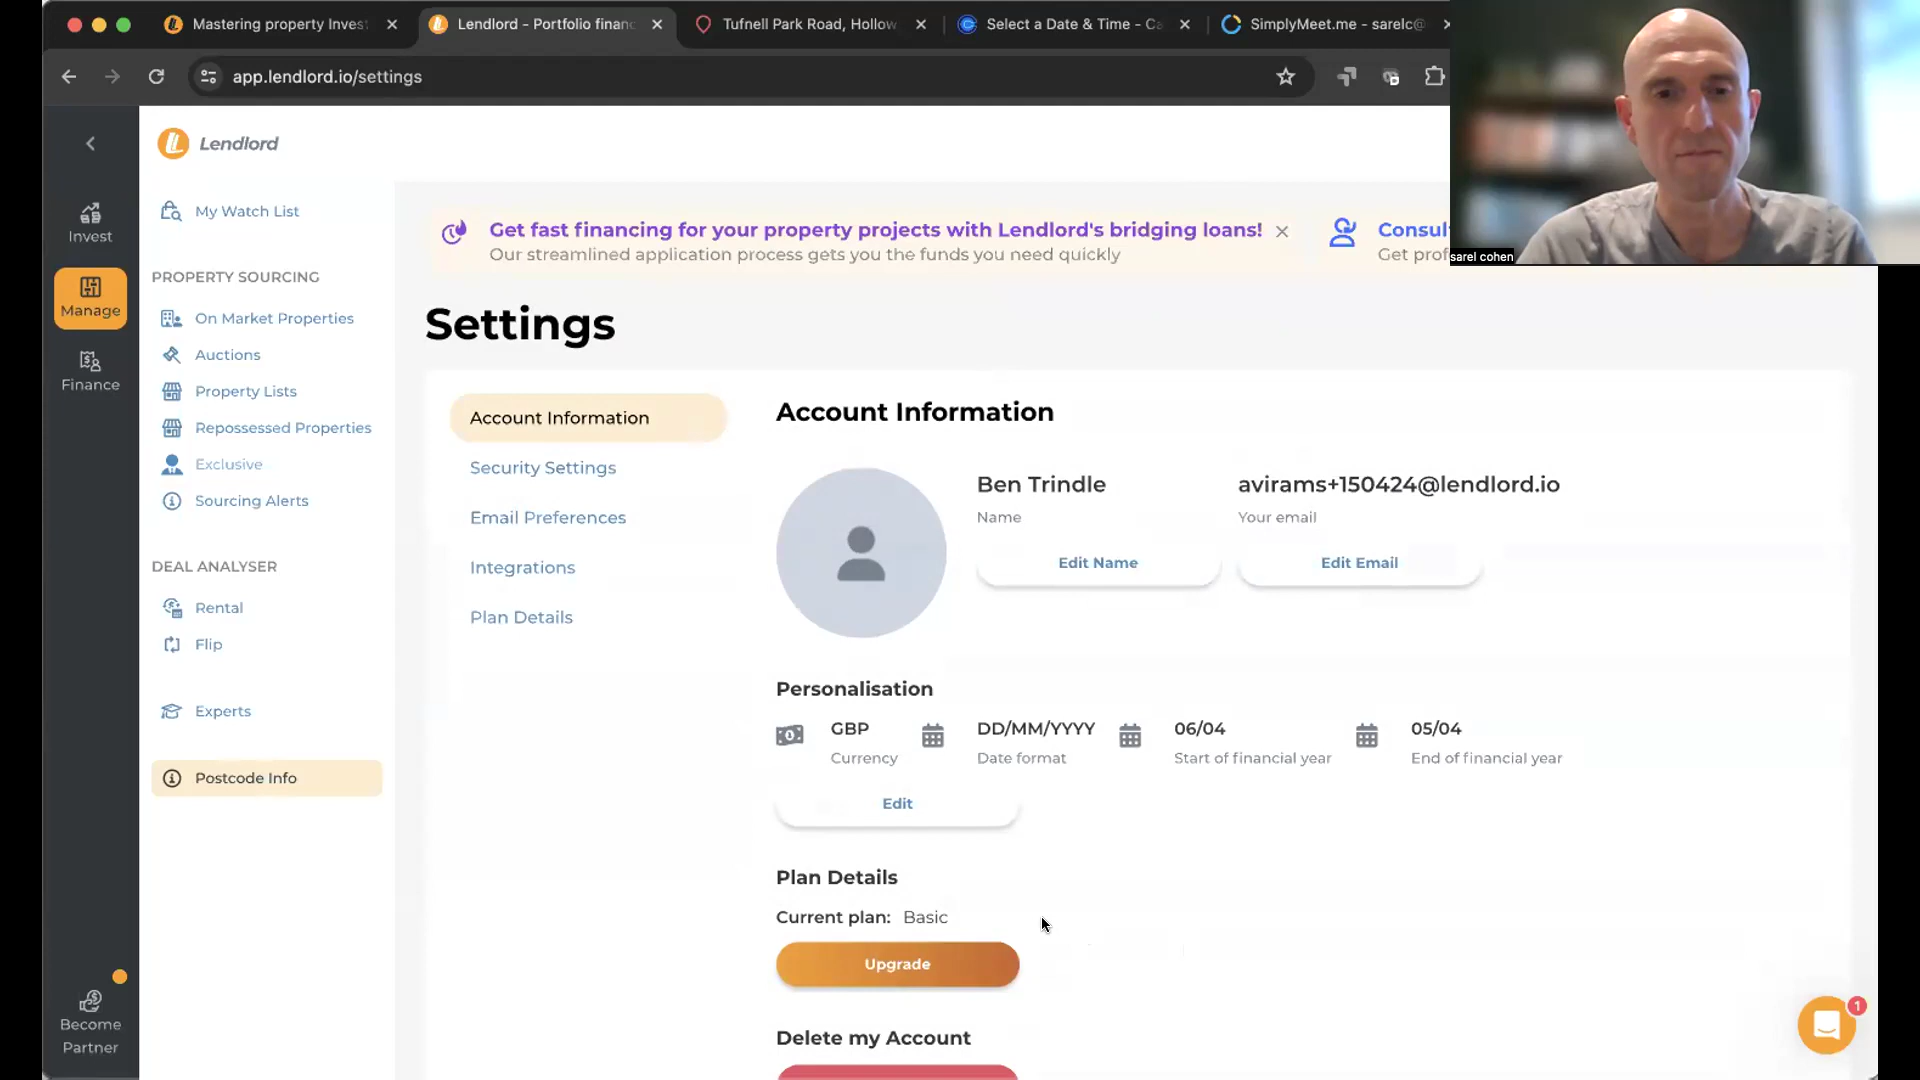 Mastering property Inves
Lendlord - Portfolio financ
Tufnell Park Road, Hollow
Select a Date & Time - Ca
SimplyMeet.me - sarelc@
app.lendlord.io/settings
Lendlord
Invest
Manage
Finance
Become
Partner
My Watch List
PROPERTY SOURCING
On Market Properties
Auctions
Property Lists
Repossessed Properties
Exclusive
Sourcing Alerts
DEAL ANALYSER
Rental
Flip
Experts
Postcode Info
Get fast financing for your property projects with Lendlord's bridging loans!
Our streamlined application process gets you the funds you need quickly
Consul
Get prof
sarel cohen
Settings
Account Information
Security Settings
Email Preferences
Integrations
Plan Details
Account Information
Ben Trindle
Name
Edit Name
avirams+150424@lendlord.io
Your email
Edit Email
Personalisation
GBP
Currency
DD/MM/YYYY
Date format
06/04
Start of financial year
05/04
End of financial year
Edit
Plan Details
Current plan: Basic
Upgrade
Delete my Account
1